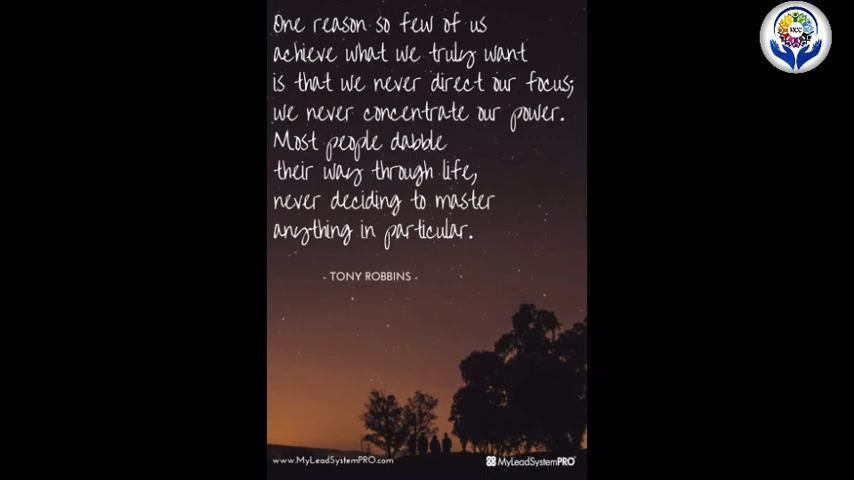 One reason so few of us
achieve what we truly want
is that we never direct our focus;
we never concentrate our power.
Most people dabble
their way through life,
never deciding to master
anything in particular.
- TONY ROBBINS -
www.MyLeadSystemPRO.com
MyLeadSystemPRO
NCC